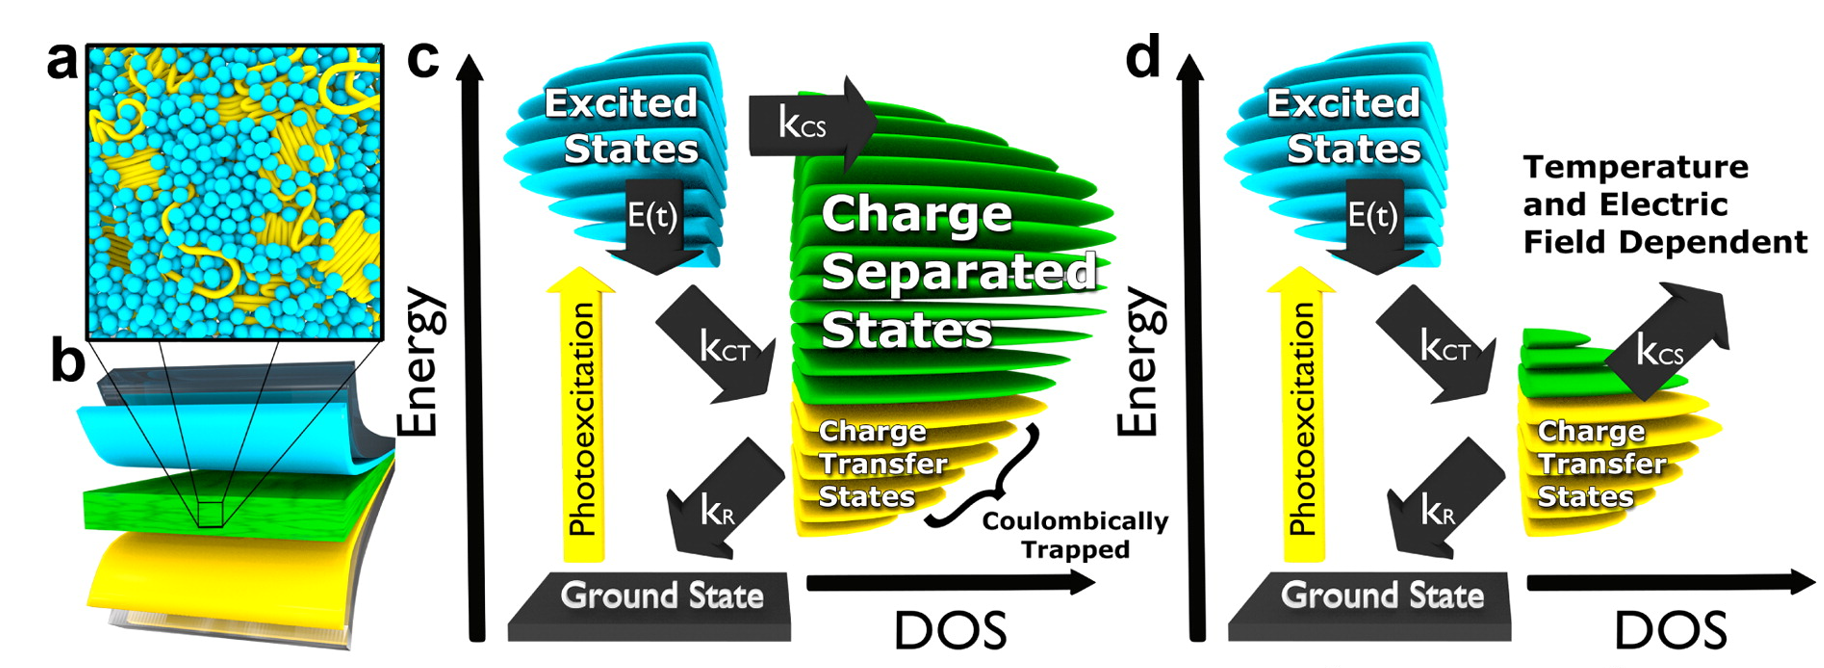 a
b
c
Energy
Excited
States
E(t)
kCS
Photoexcitation
kCT
kR
Charge
Separated
States
Charge
Transfer
States
Coulombically
Trapped
Ground State
DOS
d
Energy
Excited
States
E(t)
Temperature
and Electric
Field Dependent
Photoexcitation
kCT
kCS
kR
Charge
Transfer
States
Ground State
DOS